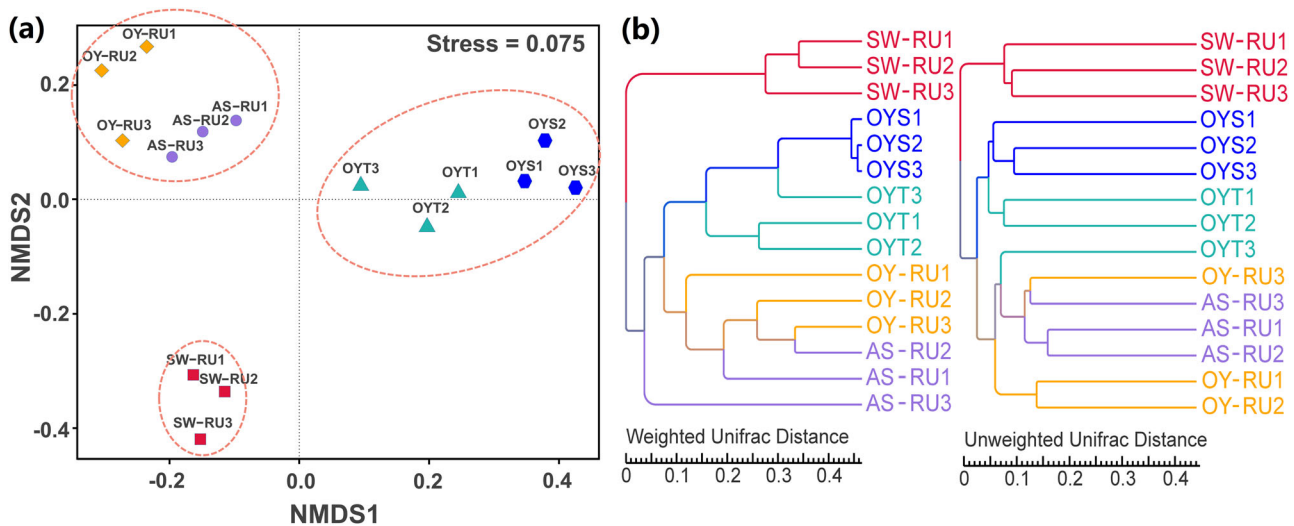 (a)
Stress = 0.075
OY-RU1
OY-RU2
OY-RU3
AS-RU1
AS-RU2
AS-RU3
OYS2
OYS1
OYS3
OYT3
OYT1
OYT2
SW-RU1
SW-RU2
SW-RU3
0.2
0.0
-0.2
-0.4
NMDS2
-0.2
0.0
0.2
0.4
NMDS1
(b)
SW-RU1
SW-RU2
SW-RU3
OYS1
OYS2
OYS3
OYT3
OYT1
OYT2
OY-RU1
OY-RU2
OY-RU3
AS-RU2
AS-RU1
AS-RU3
Weighted Unifrac Distance
0 0.1 0.2 0.3 0.4
SW-RU1
SW-RU2
SW-RU3
OYS1
OYS2
OYS3
OYT1
OYT2
OYT3
OY-RU3
AS-RU3
AS-RU1
AS-RU2
OY-RU1
OY-RU2
Unweighted Unifrac Distance
0 0.1 0.2 0.3 0.4